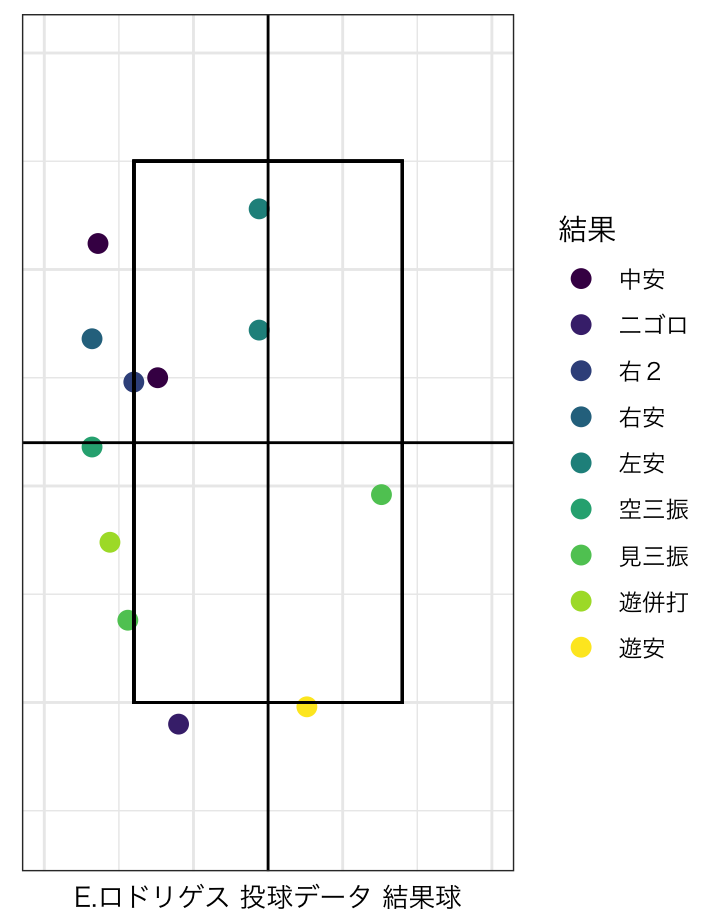 結果
中安
二ゴロ
右２
右安
左安
空三振
見三振
遊併打
遊安
E.ロドリゲス 投球データ 結果球